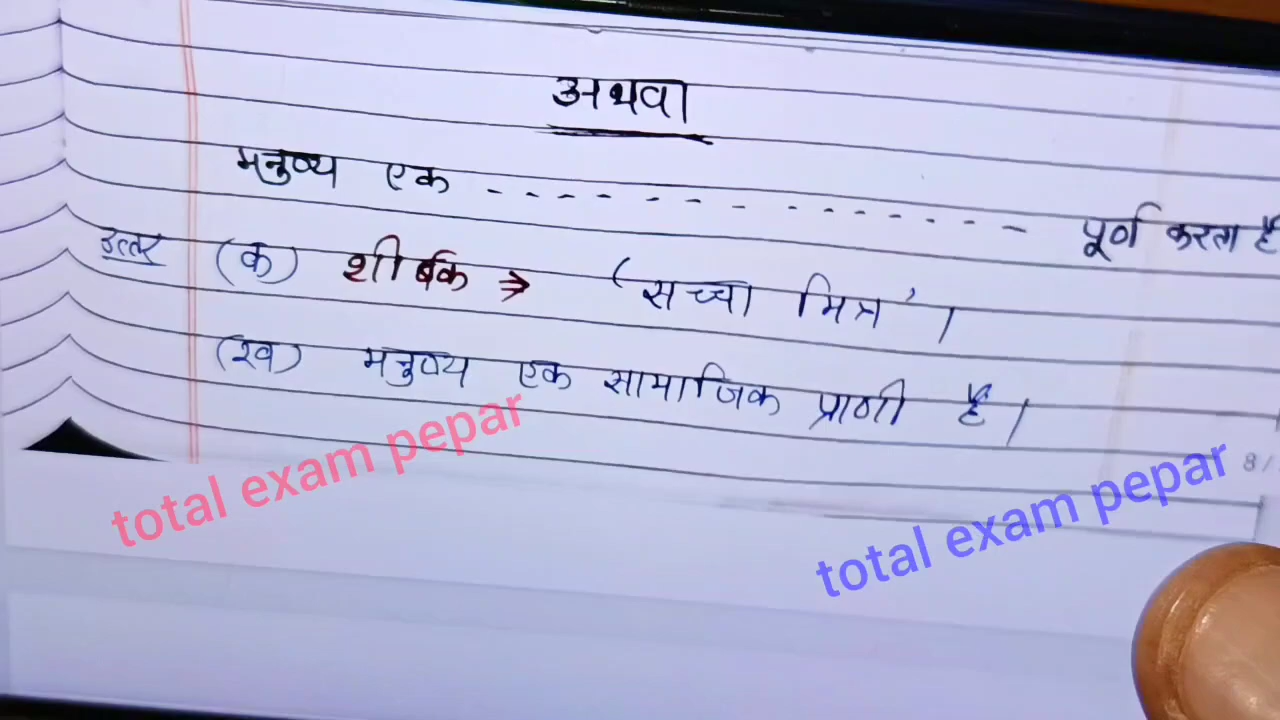 अथवा
मनुष्य एक - - - - - - - - - - - - - - - पूर्ण करता है
उत्तर (क) शीर्षक ⇒ ‘सच्चा मित्र’।
(ख) मनुष्य एक सामाजिक प्राणी है।
total exam pepar
total exam pepar